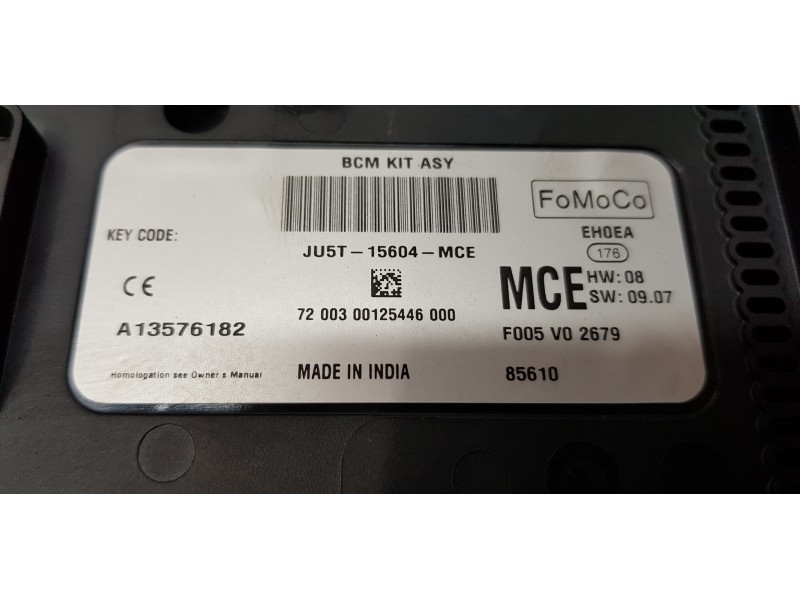 BCM KIT ASY
FoMoCo
KEY CODE:
JU5T-15604-MCE
EH0EA
176
CE
MCE
HW: 08
SW: 09.07
A13576182
72 003 00125446 000
F005 V0 2679
Homologation see Owner s Manual
MADE IN INDIA
85610